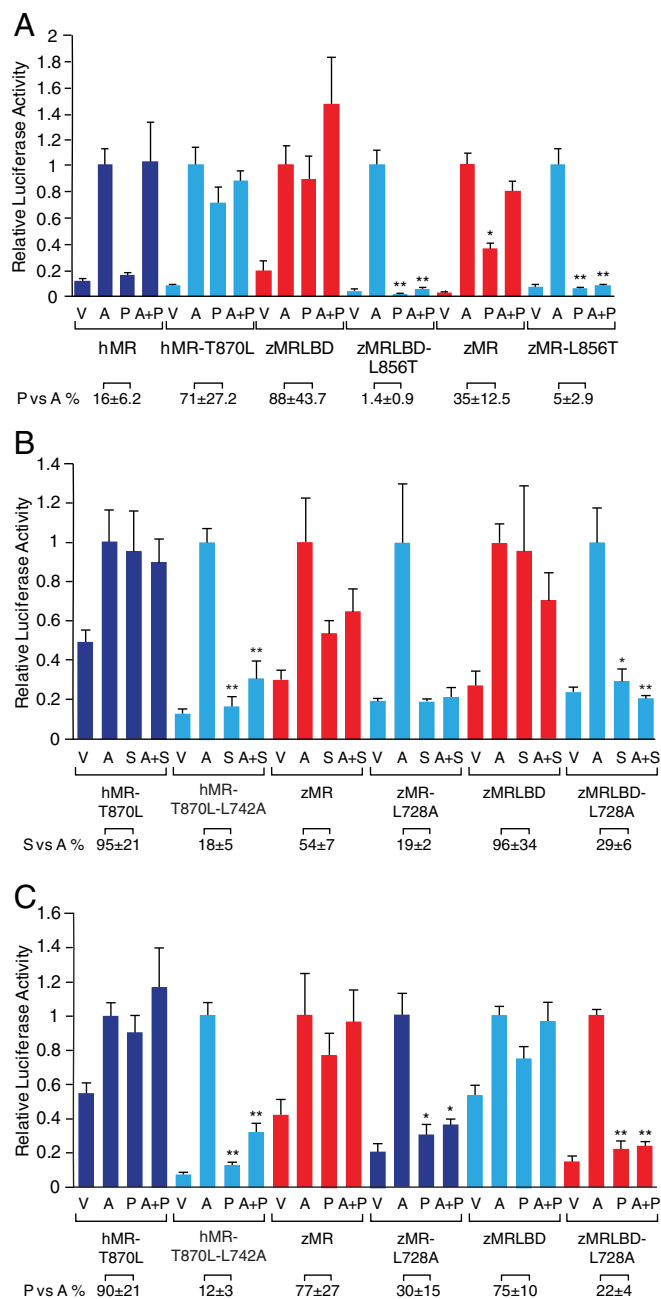 A
Relative Luciferase Activity
2
1.8
1.6
1.4
1.2
1
0.8
0.6
0.4
0.2
0
* ** ** ** **
V A P A+P V A P A+P V A P A+P V A P A+P V A P A+P V A P A+P
hMR hMR-T870L zMRLBD zMRLBD-L856T zMR zMR-L856T
P vs A % 16±6.2 71±27.2 88±43.7 1.4±0.9 35±12.5 5±2.9
B
Relative Luciferase Activity
1.4
1.2
1
0.8
0.6
0.4
0.2
0
** ** * **
V A S A+S V A S A+S V A S A+S V A S A+S V A S A+S V A S A+S
hMR-T870L hMR-T870L-L742A zMR zMR-L728A zMRLBD zMRLBD-L728A
S vs A % 95±21 18±5 54±7 19±2 96±34 29±6
C
Relative Luciferase Activity
1.6
1.4
1.2
1
0.8
0.6
0.4
0.2
0
** ** * * ** **
V A P A+P V A P A+P V A P A+P V A P A+P V A P A+P V A P A+P
hMR-T870L hMR-T870L-L742A zMR zMR-L728A zMRLBD zMRLBD-L728A
P vs A % 90±21 12±3 77±27 30±15 75±10 22±4